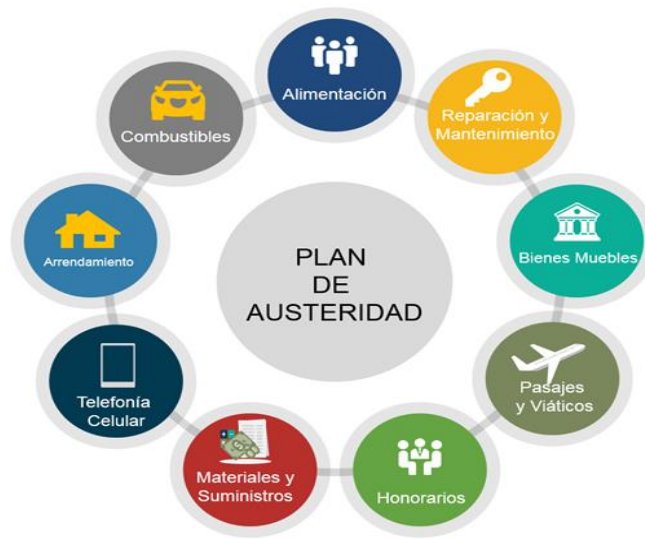 Alimentación
Reparación y
Mantenimiento
Bienes Muebles
Pasajes
y Viáticos
Honorarios
Materiales y
Suministros
Telefonía
Celular
Arrendamiento
Combustibles
PLAN
DE
AUSTERIDAD